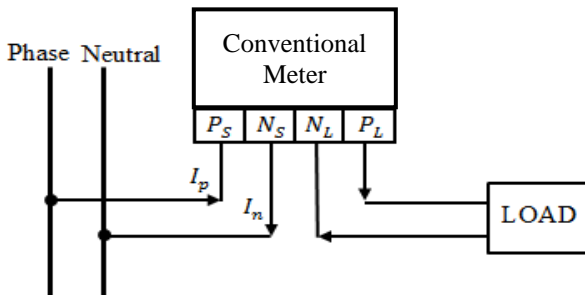 Conventional
Meter
Phase Neutral
P_S N_S N_L P_L
I_p
I_n
LOAD